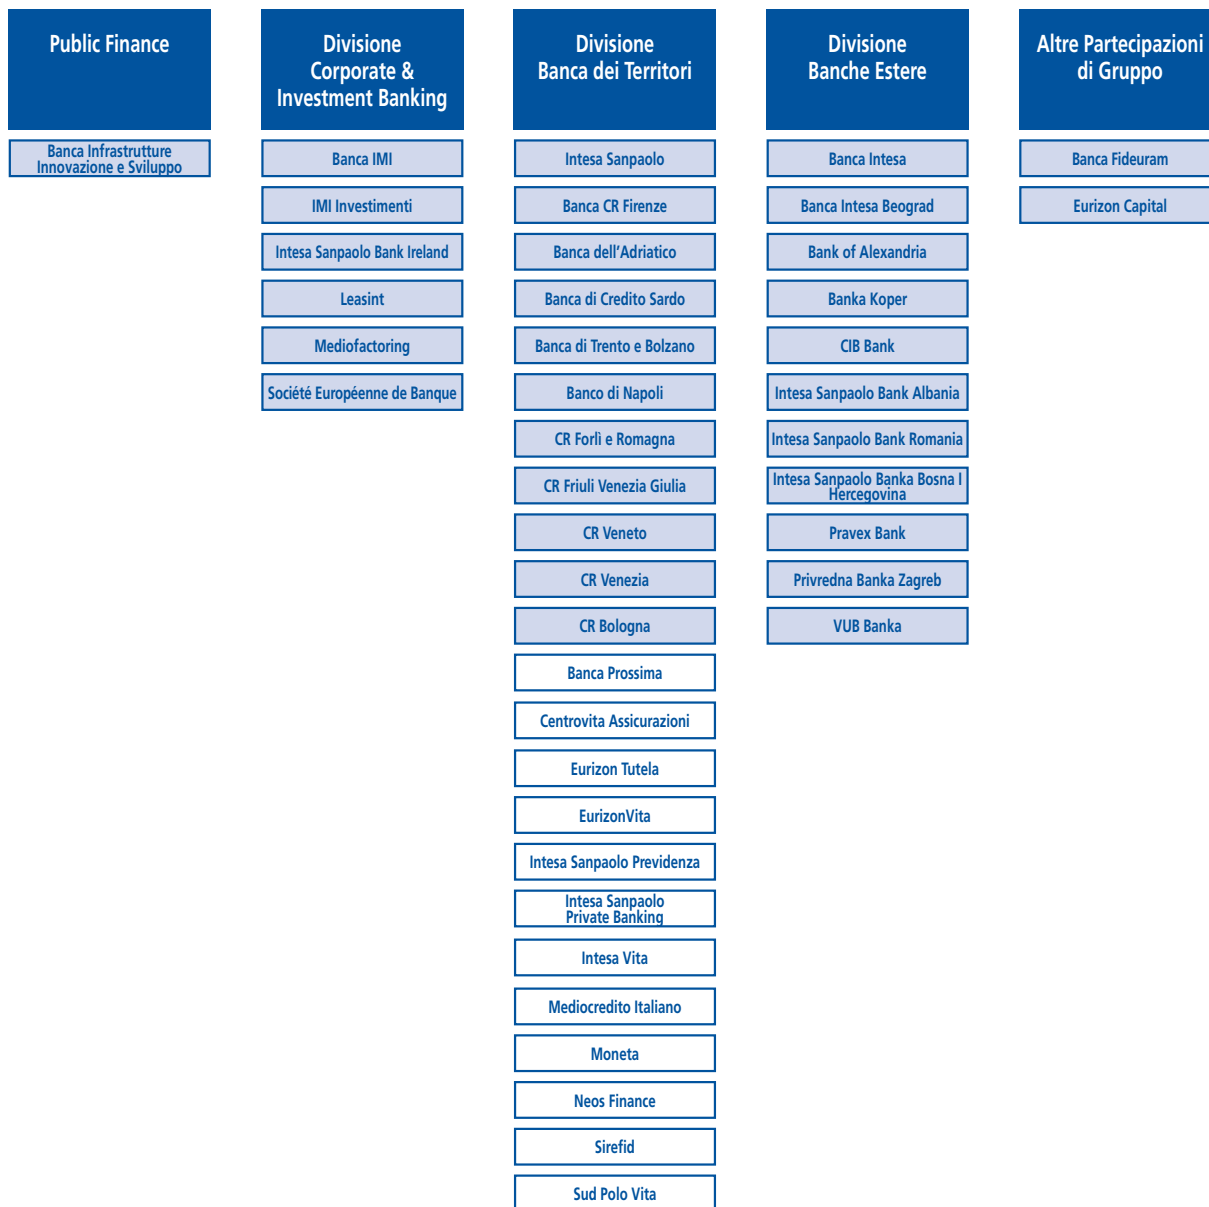 Public Finance
Banca Infrastrutture
Innovazione e Sviluppo
Divisione
Corporate &
Investment Banking
Banca IMI
IMI Investimenti
Intesa Sanpaolo Bank Ireland
Leasint
Mediofactoring
Société Européenne de Banque
Divisione
Banca dei Territori
Intesa Sanpaolo
Banca CR Firenze
Banca dell’Adriatico
Banca di Credito Sardo
Banca di Trento e Bolzano
Banco di Napoli
CR Forlì e Romagna
CR Friuli Venezia Giulia
CR Veneto
CR Venezia
CR Bologna
Banca Prossima
Centrovita Assicurazioni
Eurizon Tutela
EurizonVita
Intesa Sanpaolo Previdenza
Intesa Sanpaolo
Private Banking
Intesa Vita
Mediocredito Italiano
Moneta
Neos Finance
Sirefid
Sud Polo Vita
Divisione
Banche Estere
Banca Intesa
Banca Intesa Beograd
Bank of Alexandria
Banka Koper
CIB Bank
Intesa Sanpaolo Bank Albania
Intesa Sanpaolo Bank Romania
Intesa Sanpaolo Banka Bosna I
Hercegovina
Pravex Bank
Privredna Banka Zagreb
VUB Banka
Altre Partecipazioni
di Gruppo
Banca Fideuram
Eurizon Capital